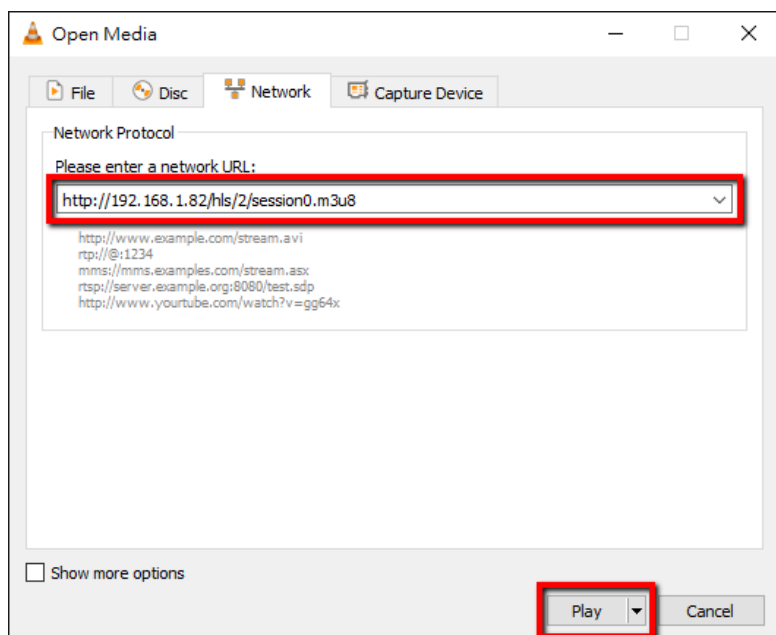 Open Media
File Disc Network Capture Device
Network Protocol
Please enter a network URL:
http://192.168.1.82/hls/2/session0.m3u8
http://www.example.com/stream.avi
rtp://@:1234
mms://mms.examples.com/stream.asx
rtsp://server.example.org:8080/test.sdp
http://www.yourtube.com/watch?v=gg64x
Show more options
Play Cancel